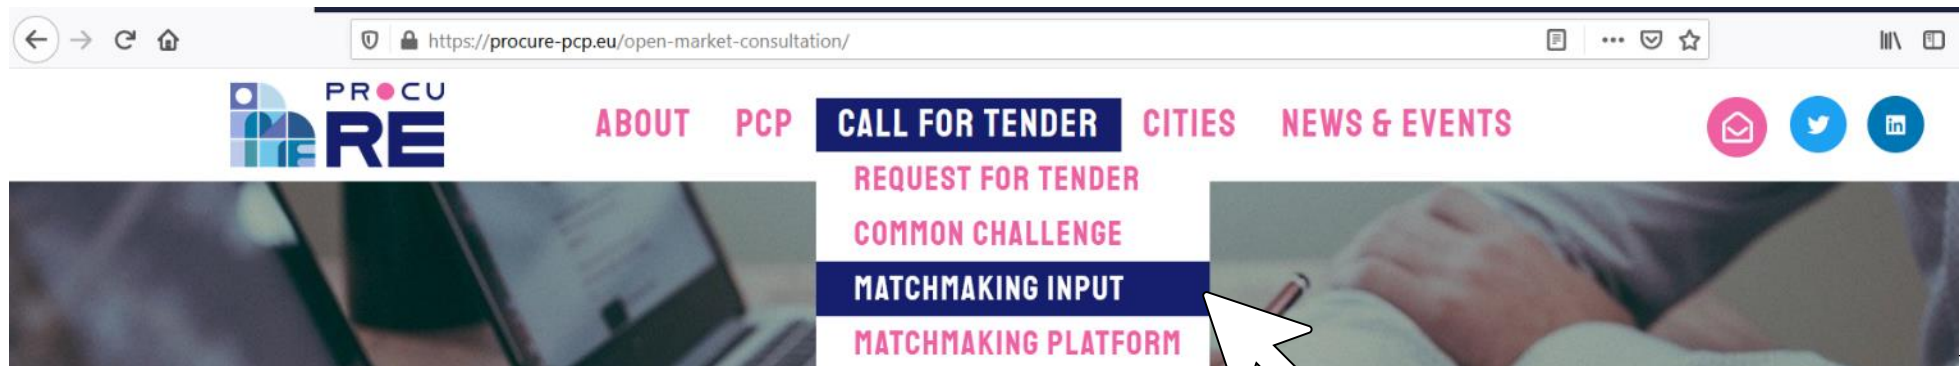 https://procure-pcp.eu/open-market-consultation/
PROCU
RE
ABOUT PCP CALL FOR TENDER CITIES NEWS & EVENTS
in
REQUEST FOR TENDER
COMMON CHALLENGE
MATCHMAKING INPUT
MATCHMAKING PLATFORM